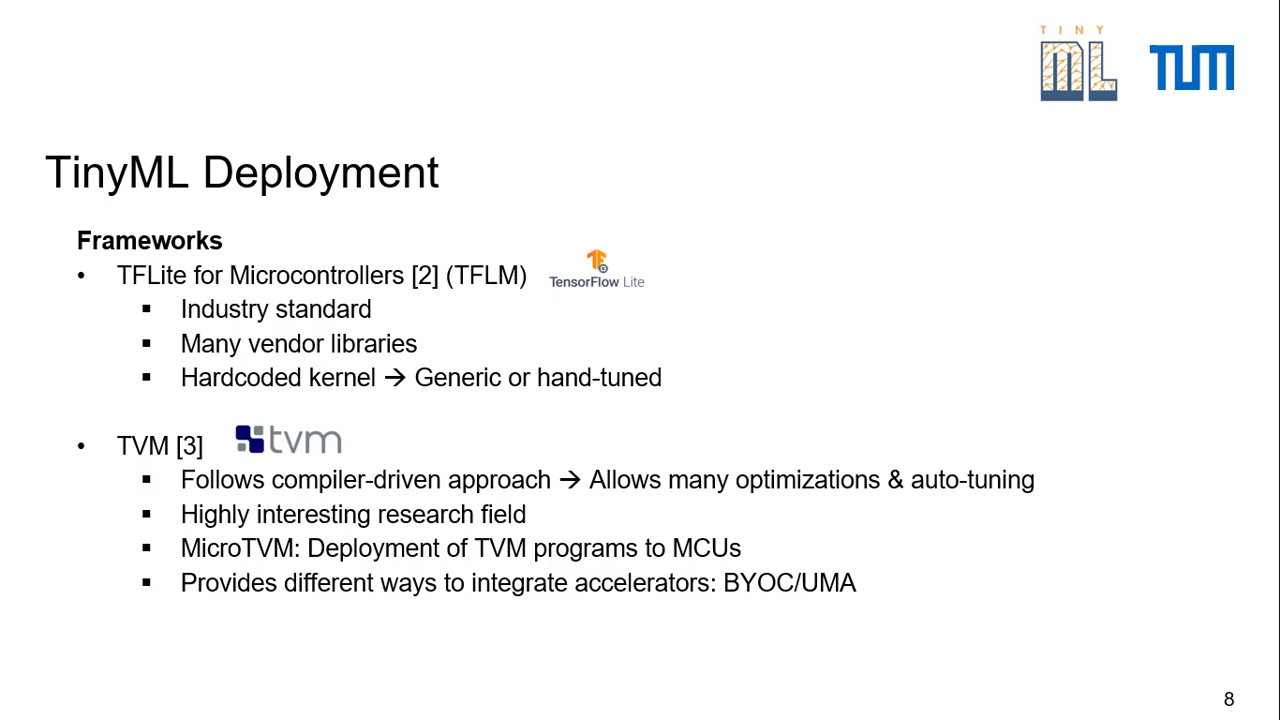 TINY
ML
TUM
TinyML Deployment
Frameworks
• TFLite for Microcontrollers [2] (TFLM)
TensorFlow Lite
▪ Industry standard
▪ Many vendor libraries
▪ Hardcoded kernel → Generic or hand-tuned
• TVM [3]
tvm
▪ Follows compiler-driven approach → Allows many optimizations & auto-tuning
▪ Highly interesting research field
▪ MicroTVM: Deployment of TVM programs to MCUs
▪ Provides different ways to integrate accelerators: BYOC/UMA
8